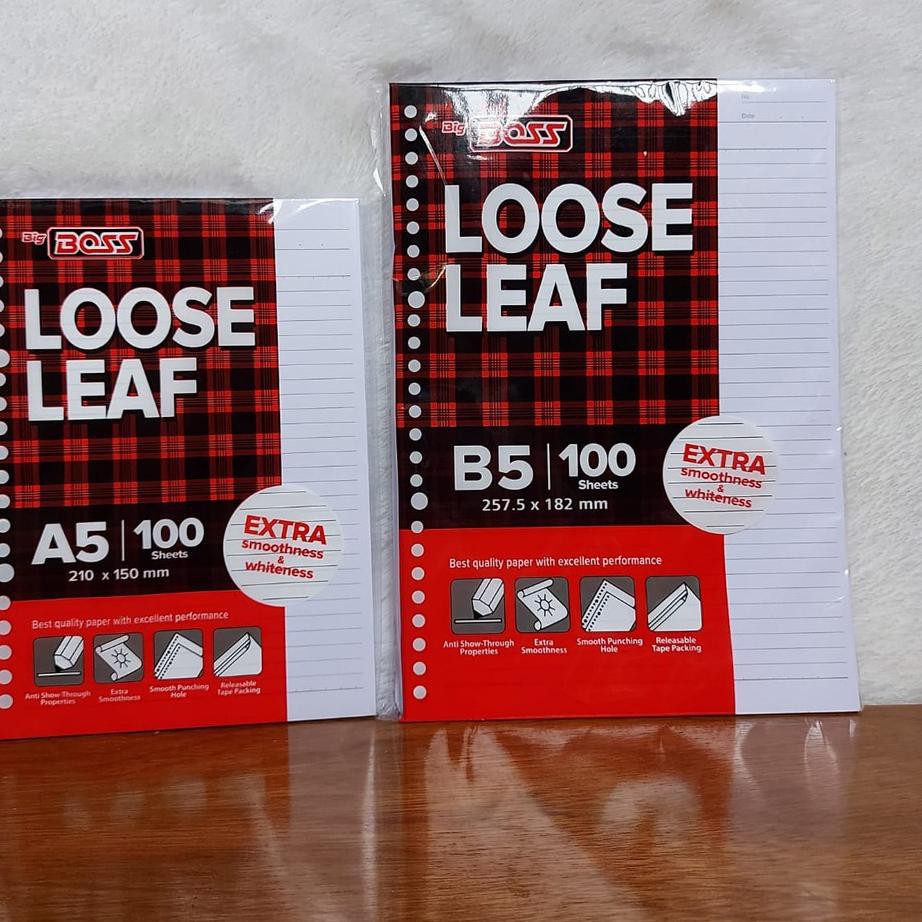 Big BOSS
LOOSE
LEAF
A5 | 100
Sheets
210 x 150 mm
EXTRA
smoothness
&
whiteness
Best quality paper with excellent performance
Anti Show-Through
Properties
Extra
Smoothness
Smooth Punching
Hole
Releasable
Tape Packing
Big BOSS
LOOSE
LEAF
No
Date
B5 | 100
Sheets
257.5 x 182 mm
EXTRA
smoothness
&
whiteness
Best quality paper with excellent performance
Anti Show-Through
Properties
Extra
Smoothness
Smooth Punching
Hole
Releasable
Tape Packing